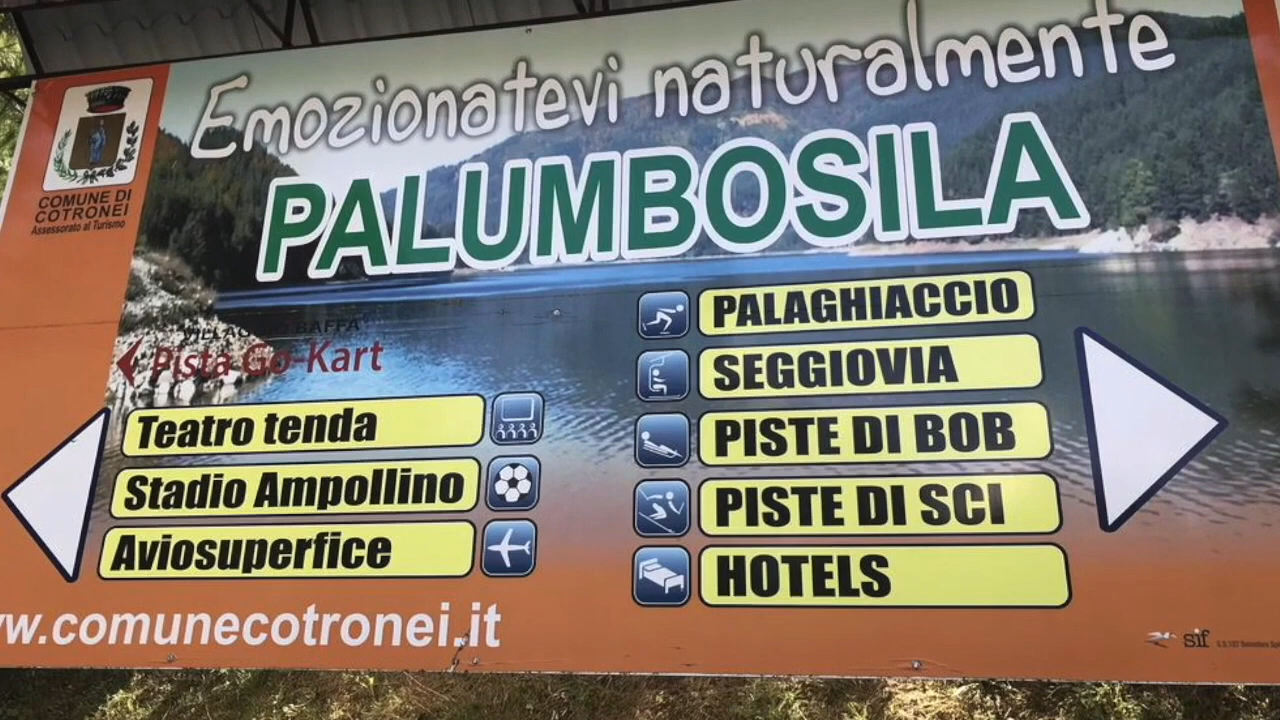 Emozionatevi naturalmente
PALUMBOSILA
COMUNE DI
COTRONEI
Assessorato al Turismo
BAFFA
Pista Go-Kart
Teatro tenda
Stadio Ampollino
Aviosuperfice
PALAGHIACCIO
SEGGIOVIA
PISTE DI BOB
PISTE DI SCI
HOTELS
w.comunecotronei.it
sif